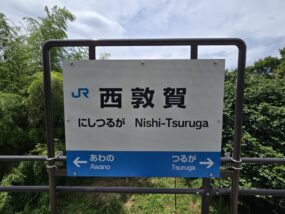 JR 西敦賀
にしつるが Nishi-Tsuruga
← あわの つるが →
Awano Tsuruga